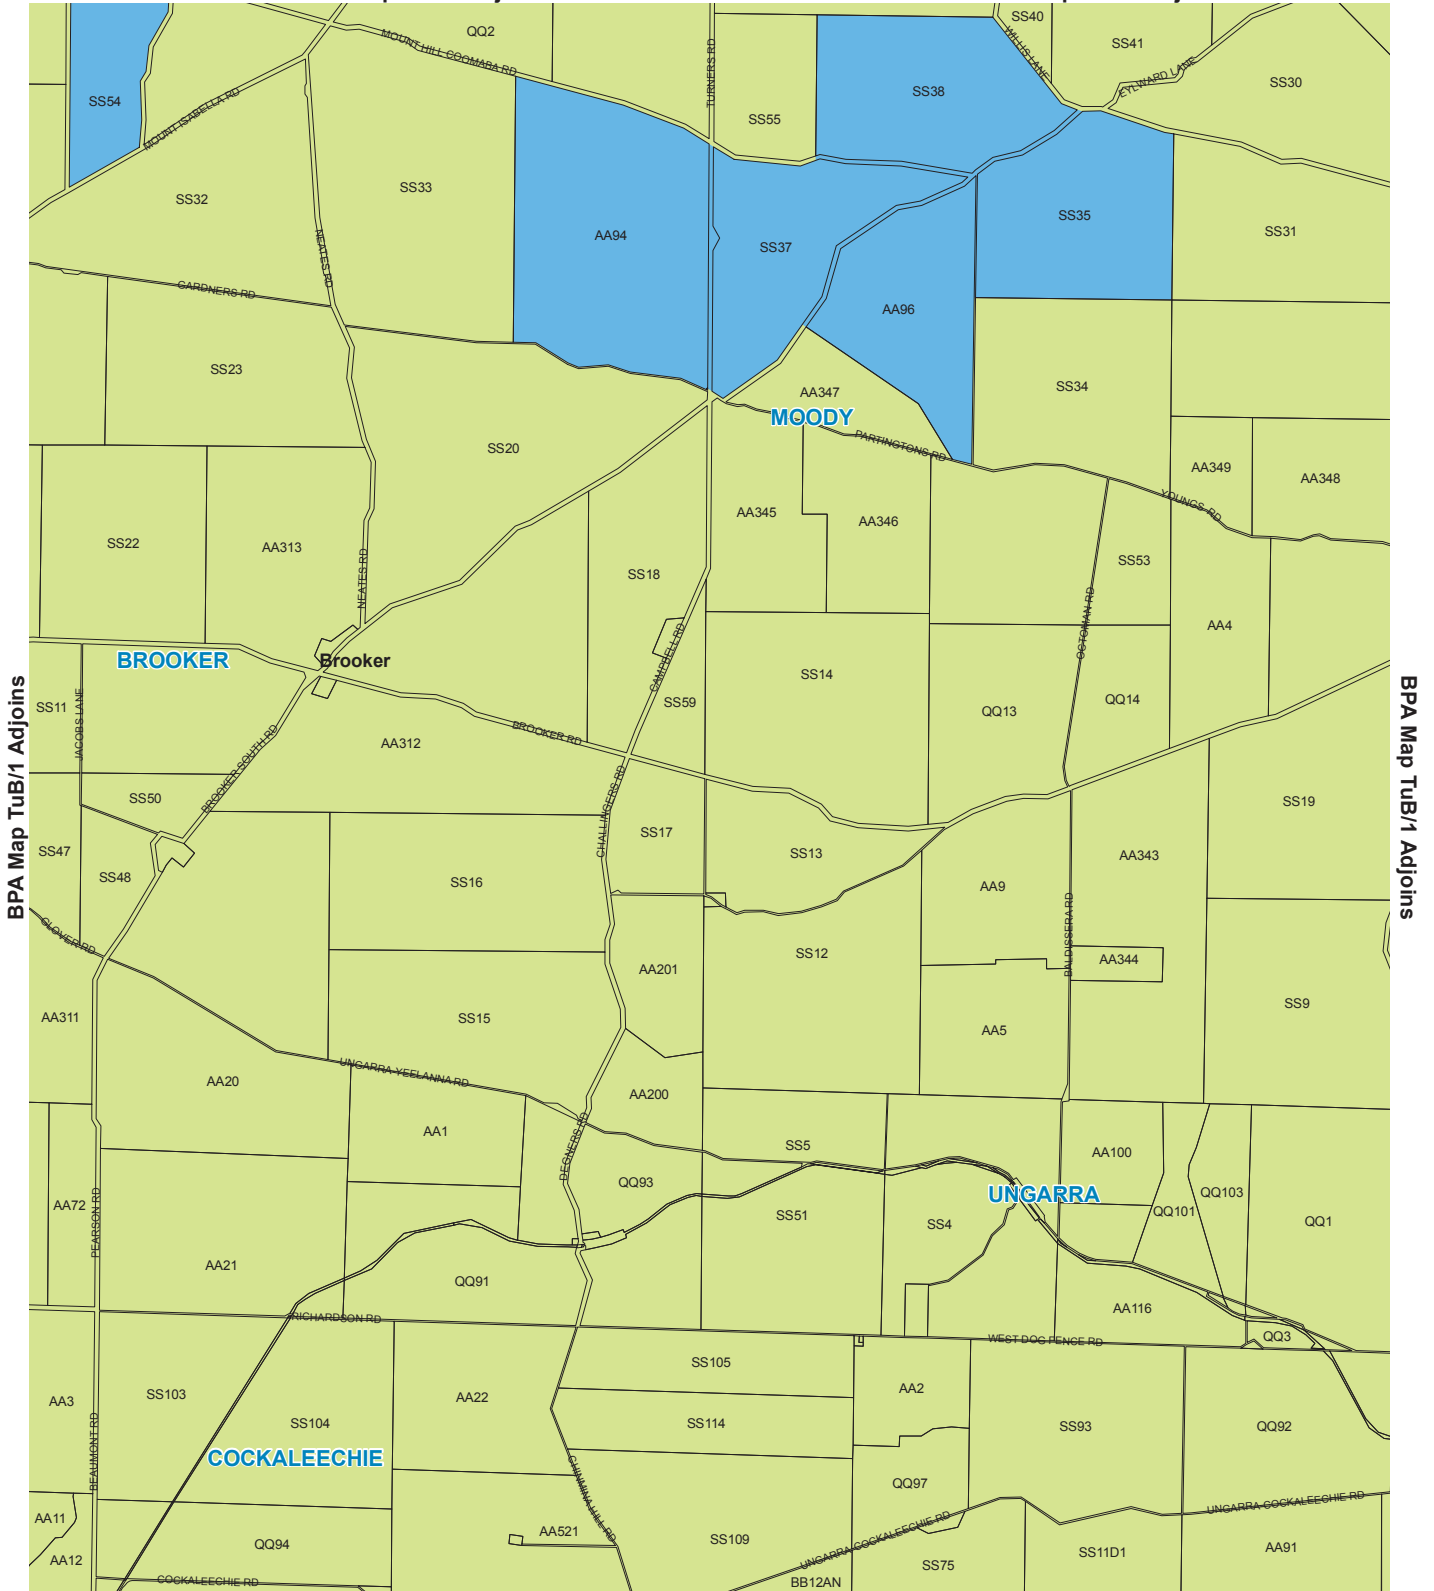 SS40
QQ2
MOUNT HILL COOMABA RD
TURNERS RD
WILLIS LANE
SS41
EYLWARD LANE
SS30
SS54
MOUNT ISABELLA RD
SS55
SS38
SS32
SS33
AA94
SS37
SS35
SS31
NEATES RD
CARDNERS RD
AA96
SS23
AA347
SS34
MOODY
SS20
PARTINGTONS RD
AA349
AA348
YOUNGS RD
AA345
AA346
SS22
AA313
NEATES RD
SS18
SS53
OCTOMAN RD
AA4
BROOKER
Brooker
CAMPBELL RD
SS14
SS11
JACOBS LANE
SS59
QQ13
QQ14
BPA Map TuB/1 Adjoins
BPA Map TuB/1 Adjoins
BROOKER SOUTH RD
AA312
BROOKER RD
SS50
CHALLINGERS RD
SS17
SS19
SS47
SS48
SS16
SS13
AA343
AA9
GLOVER RD
BALDISSERA RD
AA201
SS12
AA344
AA311
SS15
AA5
SS9
UNGARRA-YEELANNA RD
AA20
AA200
AA1
DEGNERS RD
SS5
AA100
QQ93
AA72
PEARSON RD
UNGARRA
QQ103
QQ101
SS51
SS4
QQ1
AA21
QQ91
AA116
RICHARDSON RD
WEST DOG FENCE RD
QQ3
SS105
AA3
SS103
AA22
AA2
BEAUMONT RD
SS104
SS114
SS93
QQ92
COCKALEECHIE
CHINMINA HILL RD
QQ97
UNGARRA-COCKALEECHIE RD
AA11
AA521
SS109
UNGARRA-COCKALEECHIE RD
QQ94
AA12
SS75
SS11D1
AA91
COCKALEECHIE RD
BB12AN